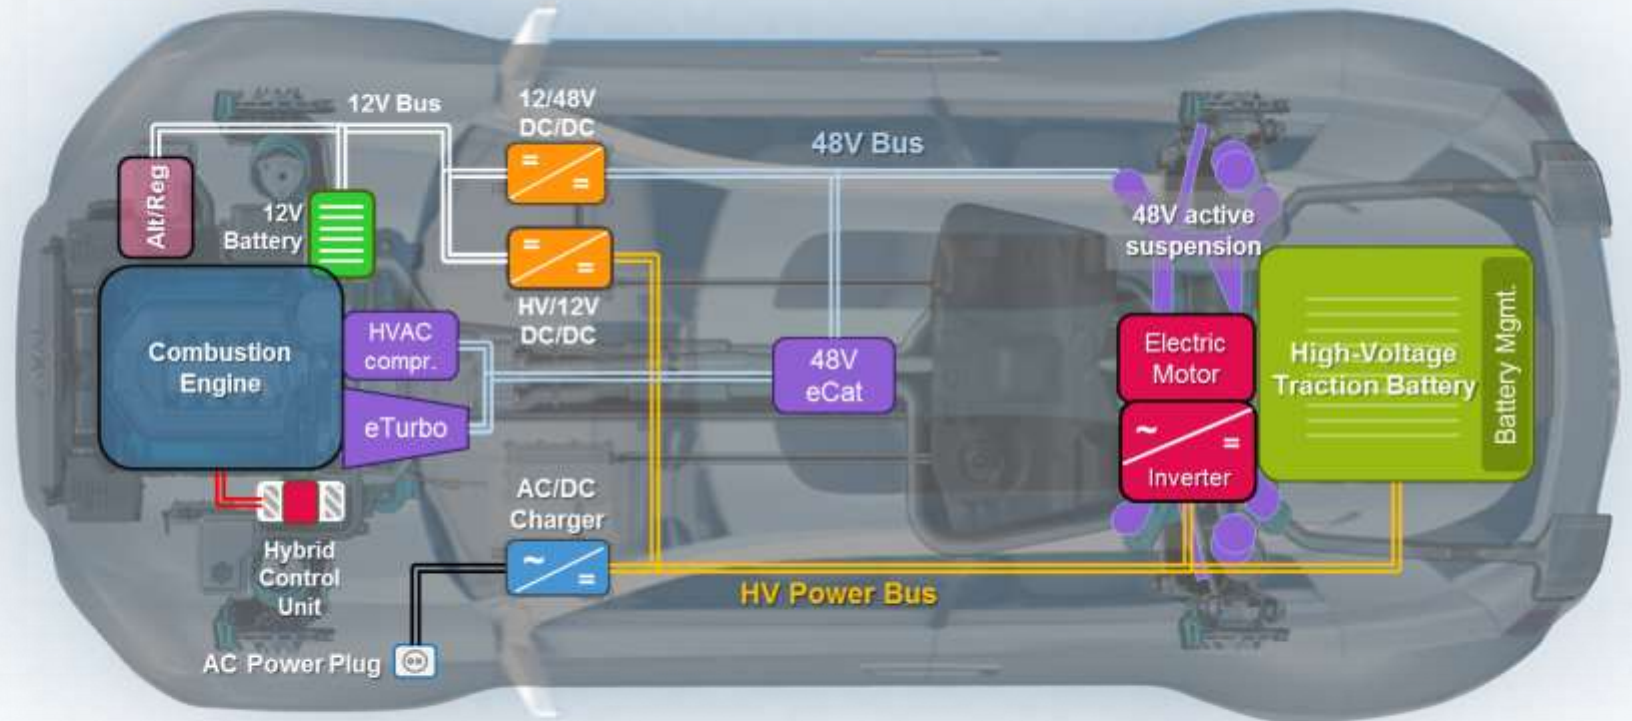 12V Bus
12/48V
DC/DC
48V Bus
Alt/Reg
12V
Battery
48V active
suspension
HV/12V
DC/DC
Combustion
Engine
HVAC
compr.
eTurbo
48V
eCat
Electric
Motor
Inverter
High-Voltage
Traction Battery
Battery Mgmt.
AC/DC
Charger
Hybrid
Control
Unit
HV Power Bus
AC Power Plug